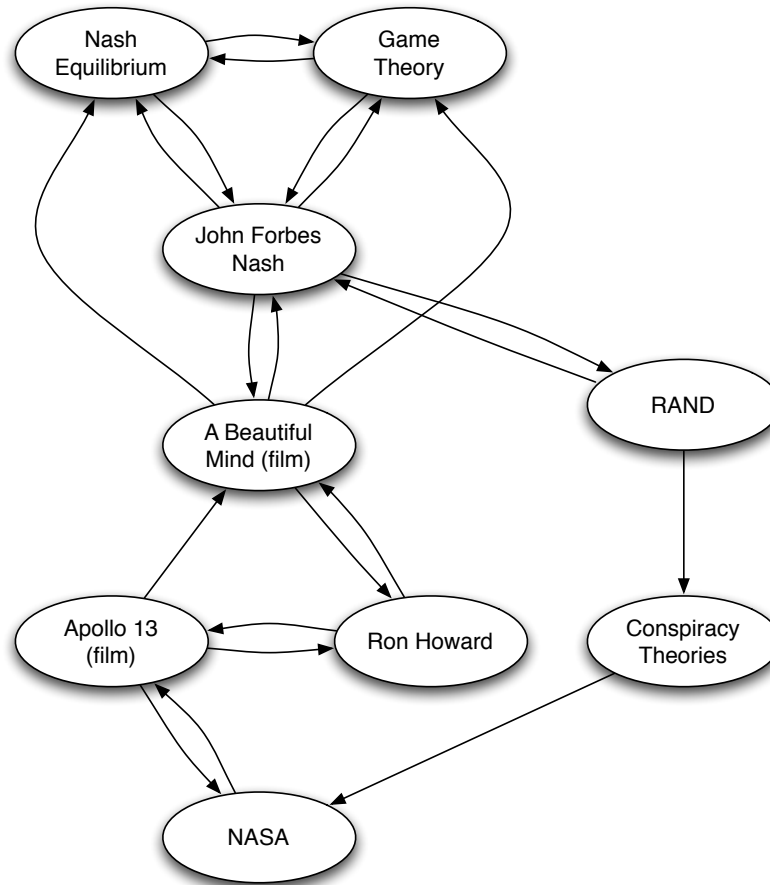 Nash
Equilibrium
Game
Theory
John Forbes
Nash
RAND
A Beautiful
Mind (film)
Apollo 13
(film)
Ron Howard
Conspiracy
Theories
NASA